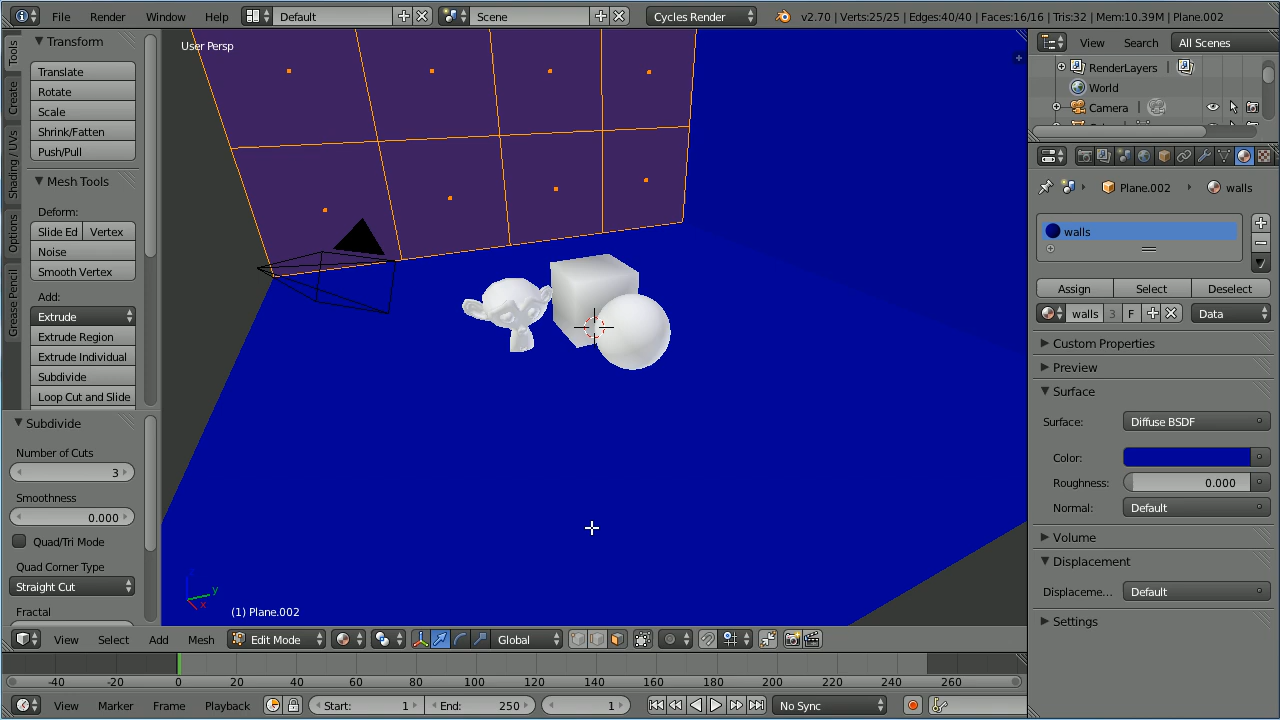 File Render Window Help Default Scene Cycles Render v2.70 | Verts:25/25 | Edges:40/40 | Faces:16/16 | Tris:32 | Mem:10.39M | Plane.002
Tools
Create
Shading / UVs
Options
Grease Pencil
Transform
Translate
Rotate
Scale
Shrink/Fatten
Push/Pull
Mesh Tools
Deform:
Slide Ed Vertex
Noise
Smooth Vertex
Add:
Extrude
Extrude Region
Extrude Individual
Subdivide
Loop Cut and Slide
Subdivide
Number of Cuts
3
Smoothness
0.000
Quad/Tri Mode
Quad Corner Type
Straight Cut
Fractal
User Persp
y
x
(1) Plane.002
View Select Add Mesh Edit Mode Global
-40 -20 0 20 40 60 80 100 120 140 160 180 200 220 240 260
View Marker Frame Playback Start: 1 End: 250 1 No Sync
View Search All Scenes
RenderLayers |
World
Camera |
Plane.002 walls
walls
Assign Select Deselect
walls 3 F Data
Custom Properties
Preview
Surface
Surface: Diffuse BSDF
Color:
Roughness: 0.000
Normal: Default
Volume
Displacement
Displaceme... Default
Settings